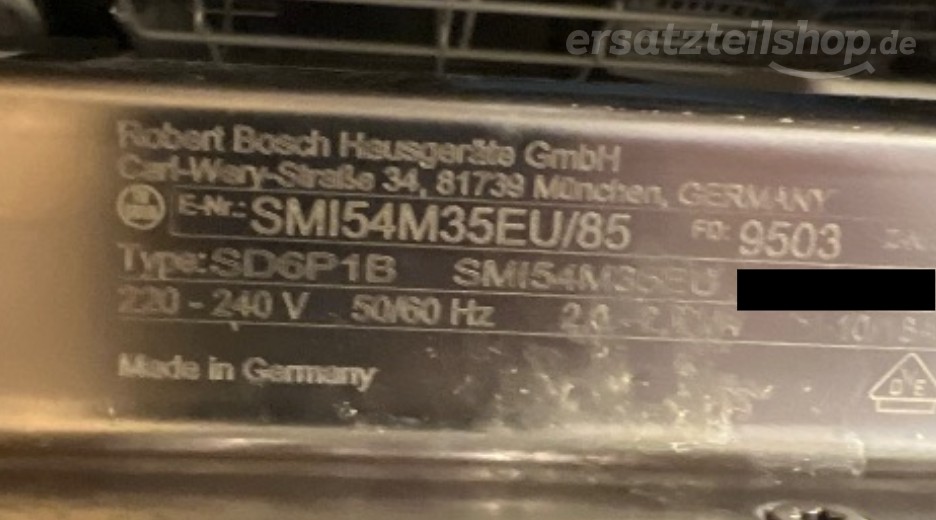 ersatzteilshop.de
Robert Bosch Hausgeräte GmbH
Carl-Wery-Straße 34, 81739 München, GERMANY
E-Nr.: SMI54M35EU/85 FD: 9503
Type: SD6P1B SMI54M35EU
220 - 240 V 50/60 Hz
Made in Germany